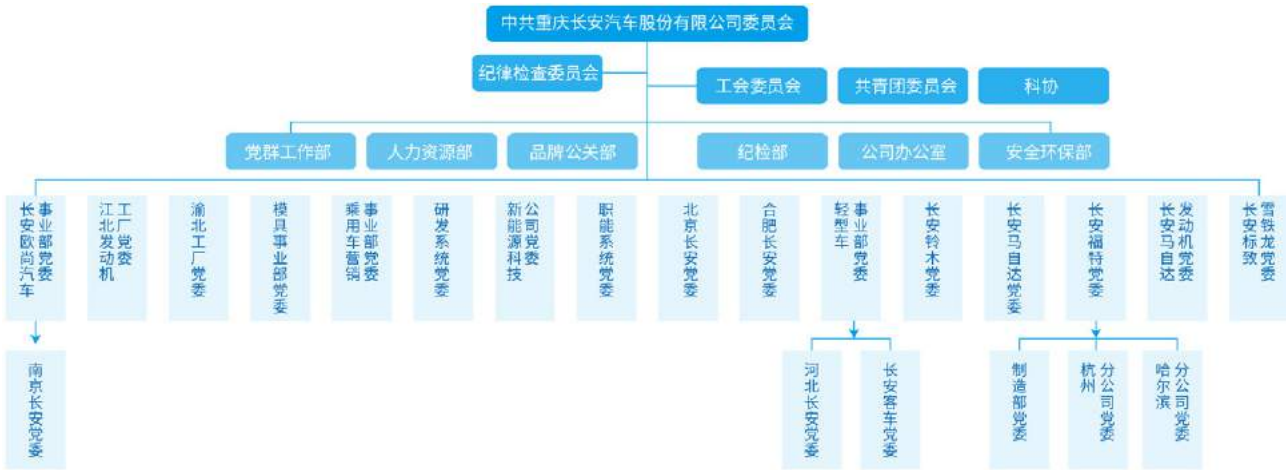 中共重庆长安汽车股份有限公司委员会
纪律检查委员会
工会委员会
共青团委员会
科协
党群工作部
人力资源部
品牌公关部
纪检部
公司办公室
安全环保部
长安欧尚汽车
事业部党委
江北发动机
工厂党委
渝北工厂党委
模具事业部党委
乘用车营销
事业部党委
研发系统党委
新能源科技
公司党委
职能系统党委
北京长安党委
合肥长安党委
轻型车
事业部党委
长安铃木党委
长安马自达党委
长安福特党委
长安马自达
发动机党委
长安标致
雪铁龙党委
南京长安党委
河北长安党委
长安客车党委
制造部党委
杭州
分公司党委
哈尔滨
分公司党委